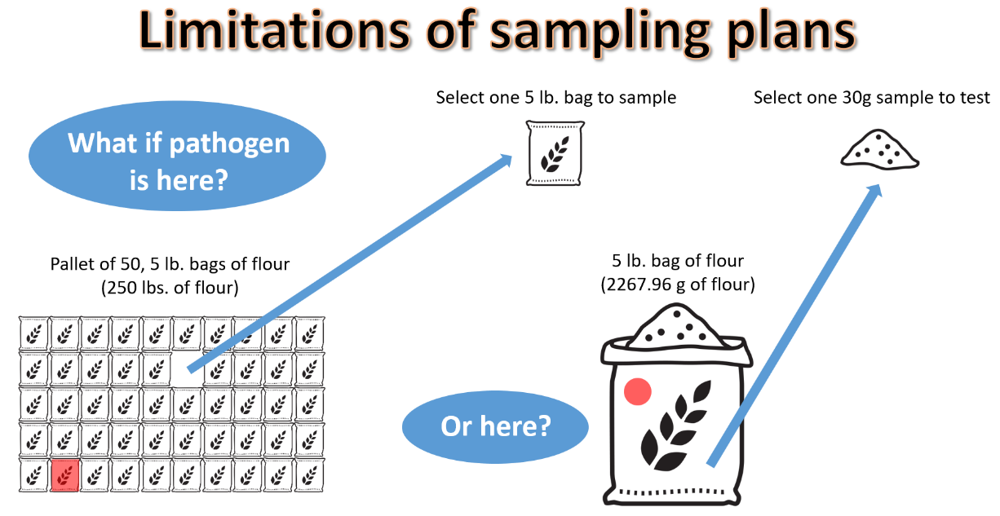 Limitations of sampling plans
Select one 5 lb. bag to sample
Select one 30g sample to test
What if pathogen
is here?
Pallet of 50, 5 lb. bags of flour
(250 lbs. of flour)
5 lb. bag of flour
(2267.96 g of flour)
Or here?